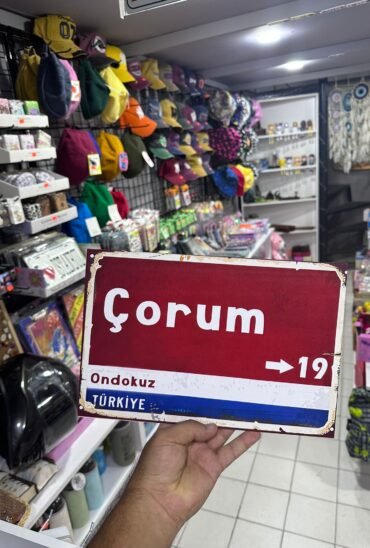 Çorum
→19
Ondokuz
TÜRKİYE